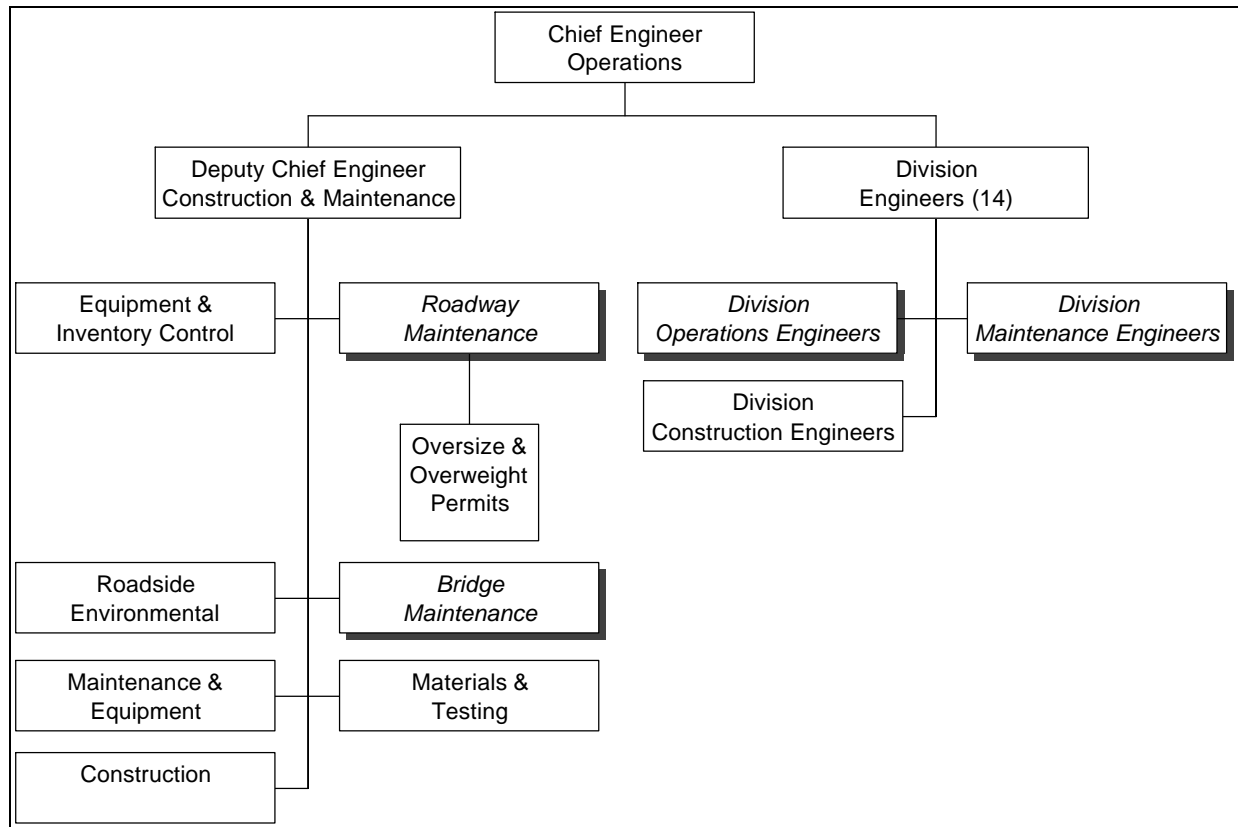 Chief Engineer
Operations
Deputy Chief Engineer
Construction & Maintenance
Division
Engineers (14)
Equipment &
Inventory Control
Roadway
Maintenance
Division
Operations Engineers
Division
Maintenance Engineers
Division
Construction Engineers
Oversize &
Overweight
Permits
Roadside
Environmental
Bridge
Maintenance
Maintenance &
Equipment
Materials &
Testing
Construction